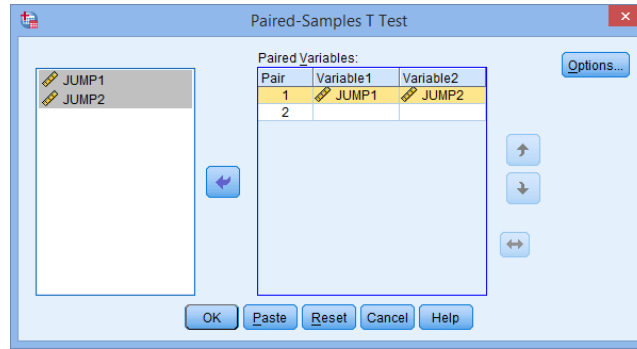 Paired-Samples T Test
JUMP1
JUMP2
Paired Variables:
Pair Variable1 Variable2
1 JUMP1 JUMP2
2
Options...
OK Paste Reset Cancel Help